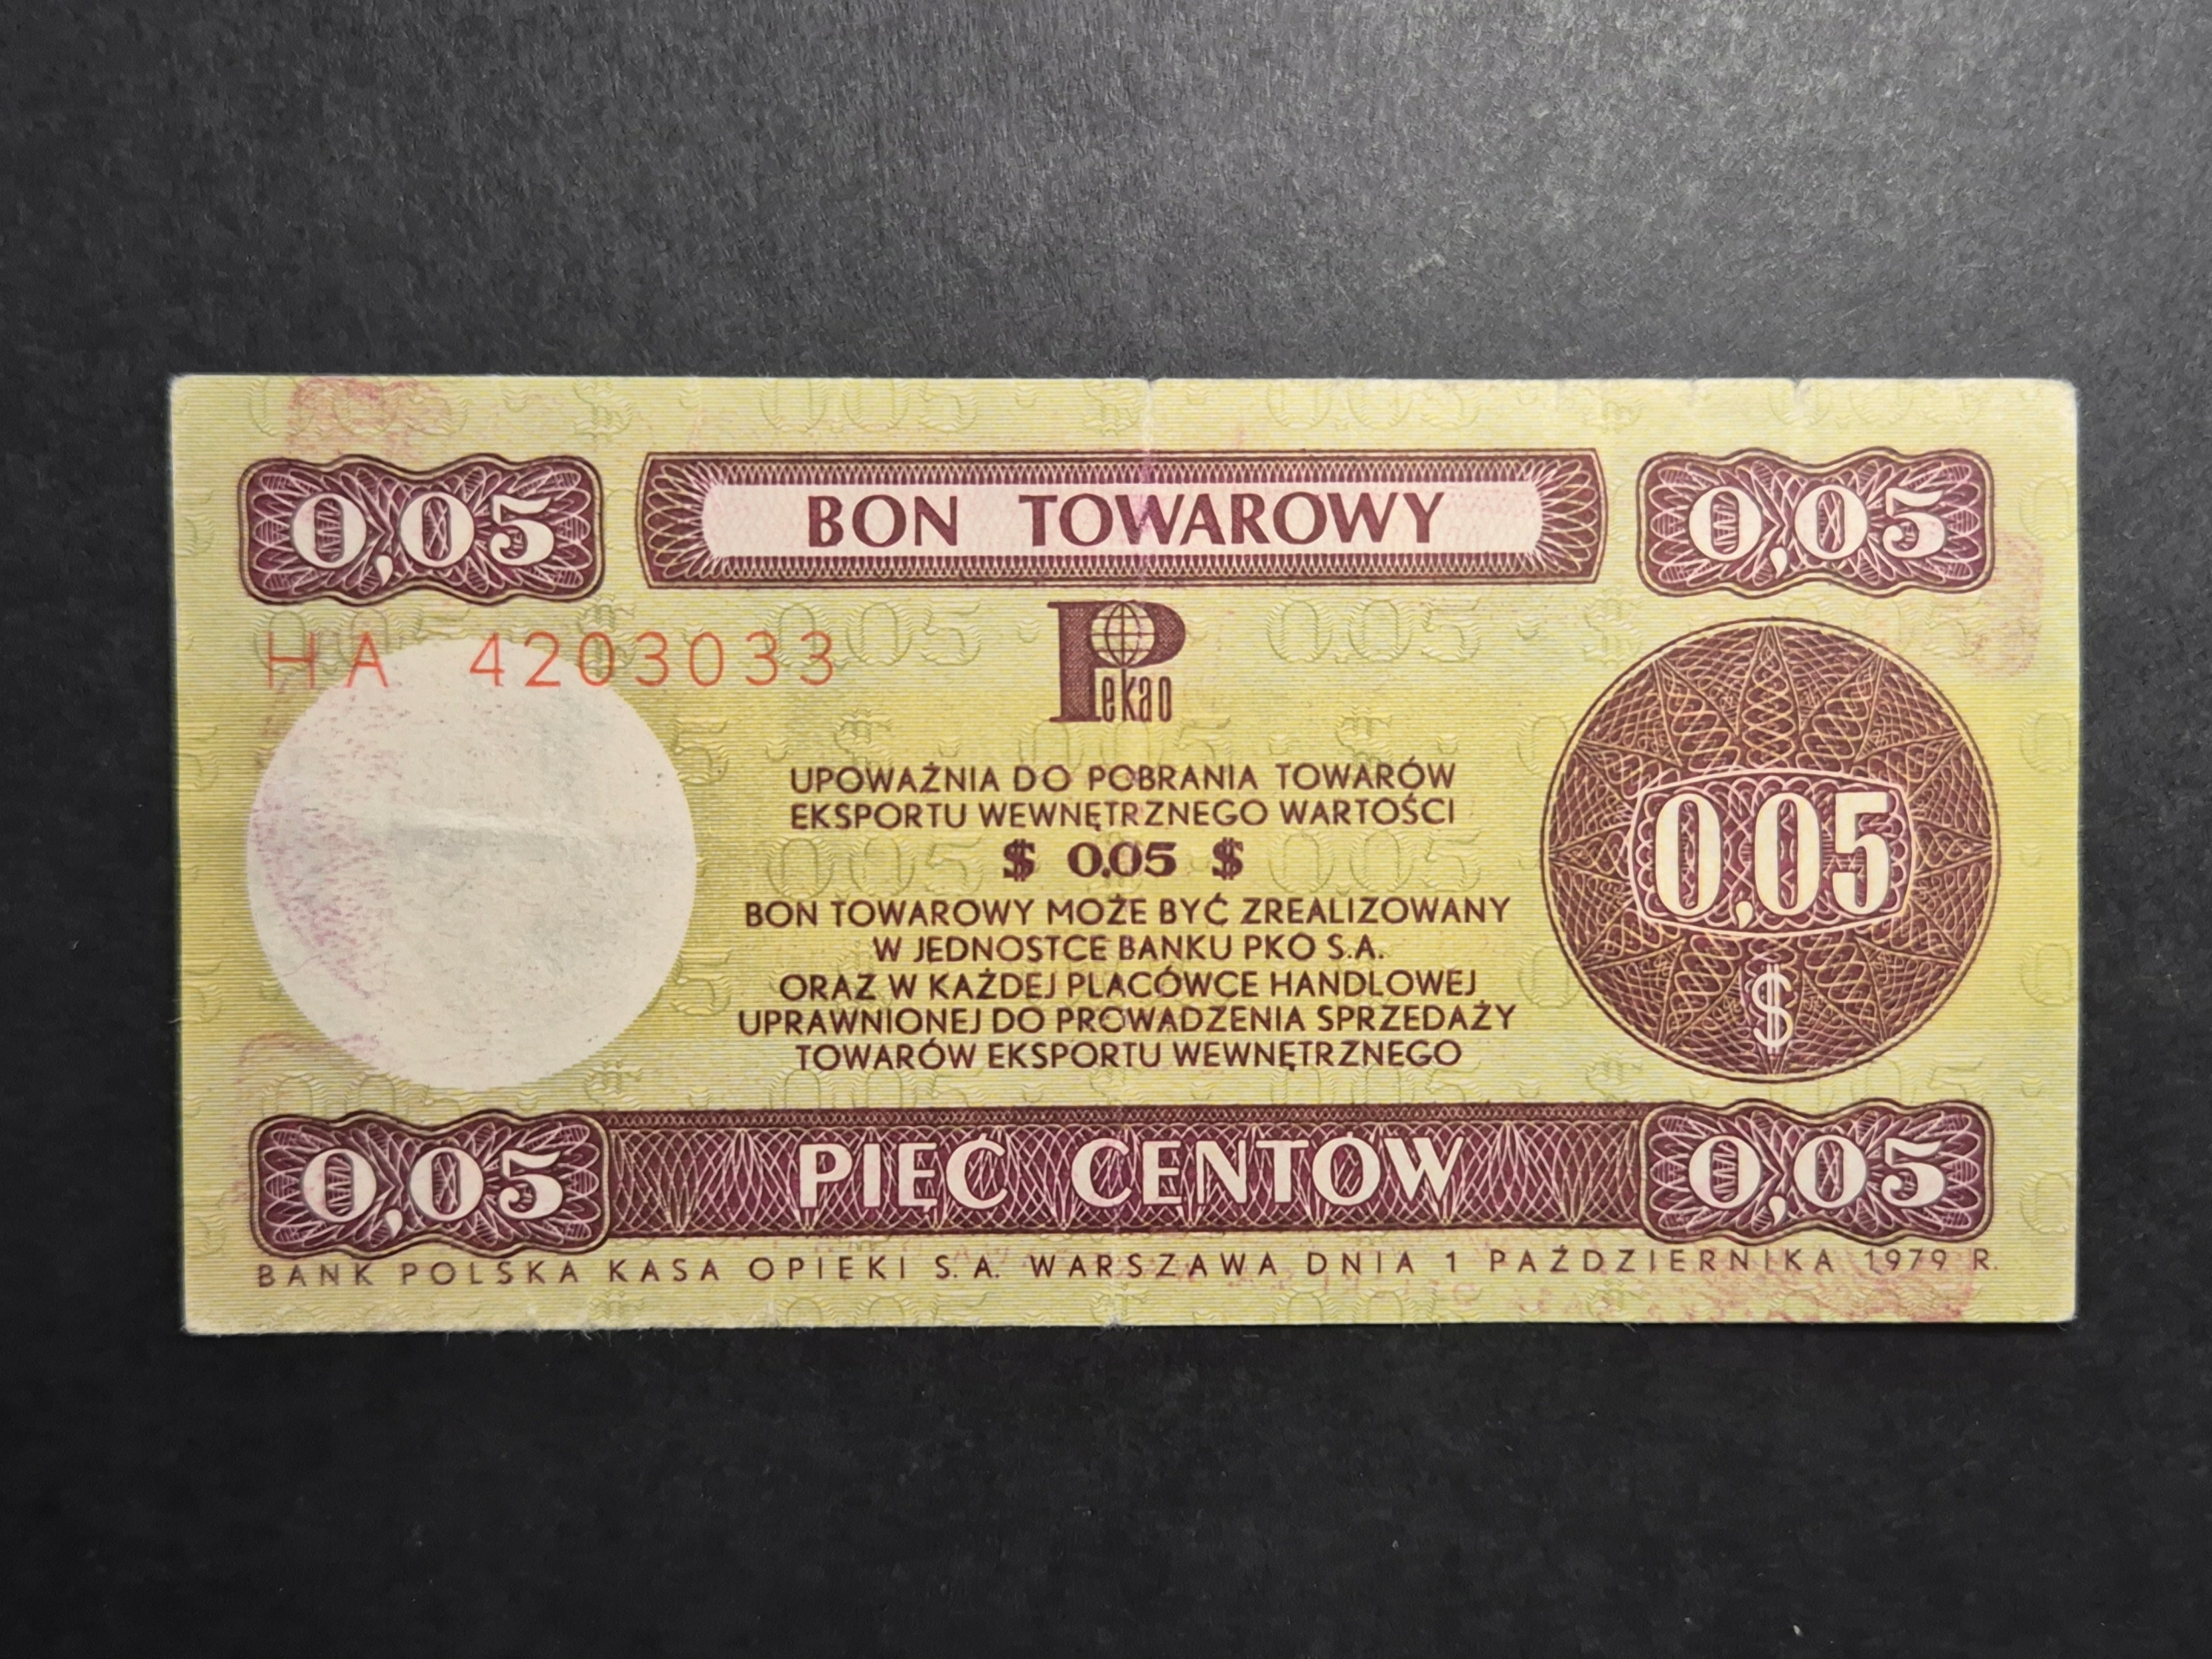 0,05 BON TOWAROWY 0,05
HA 4203033
Pekao
UPOWAŻNIA DO POBRANIA TOWARÓW
EKSPORTU WEWNĘTRZNEGO WARTOŚCI
$ 0,05 $
BON TOWAROWY MOŻE BYĆ ZREALIZOWANY
W JEDNOSTCE BANKU PKO S.A.
ORAZ W KAŻDEJ PLACÓWCE HANDLOWEJ
UPRAWNIONEJ DO PROWADZENIA SPRZEDAŻY
TOWARÓW EKSPORTU WEWNĘTRZNEGO
0,05
$
0,05 PIĘĆ CENTÓW 0,05
BANK POLSKA KASA OPIEKI S.A. WARSZAWA DNIA 1 PAŹDZIERNIKA 1979 R.